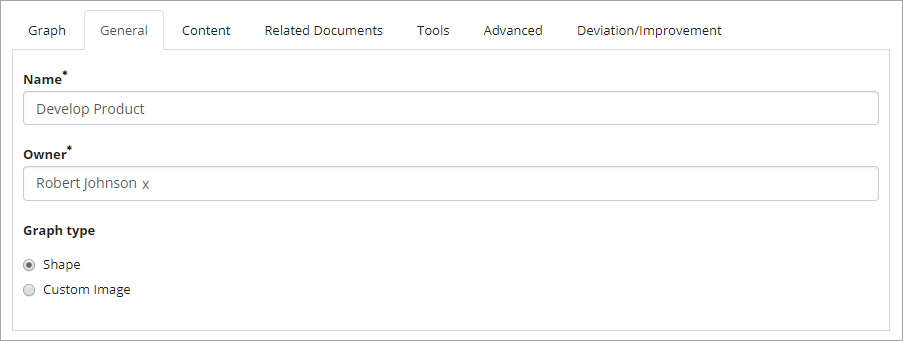 Graph General Content Related Documents Tools Advanced Deviation/Improvement
Name*
Develop Product
Owner*
Robert Johnson x
Graph type
Shape
Custom Image